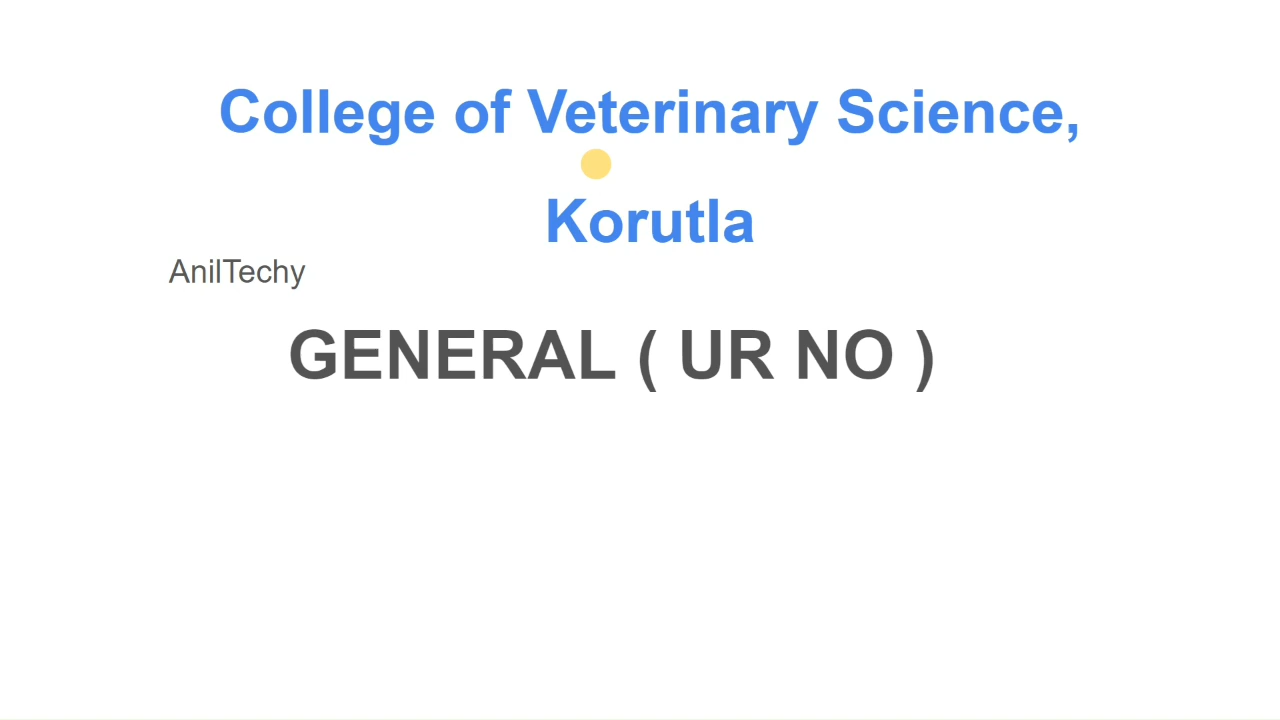 College of Veterinary Science,
Korutla
AnilTechy
GENERAL ( UR NO )